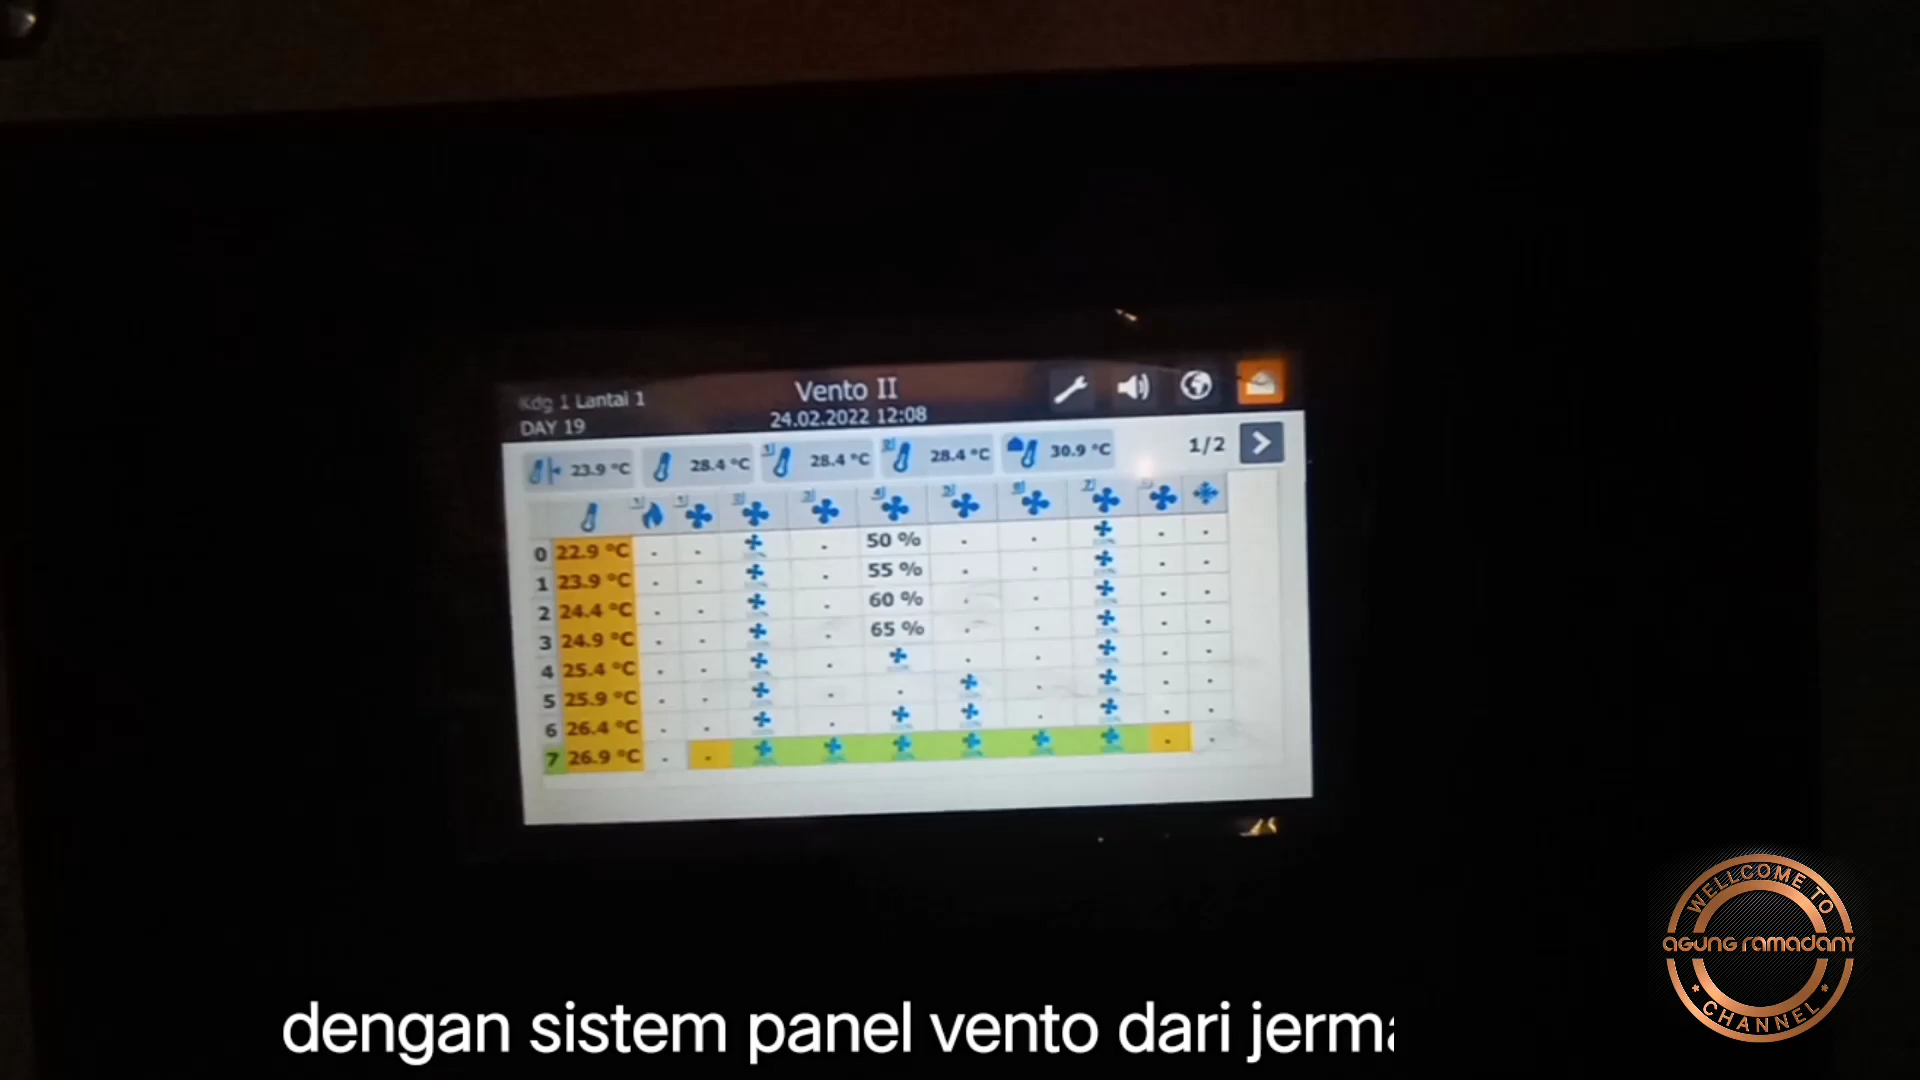 Kdg 1 Lantai 1
DAY 19
Vento II
24.02.2022 12:08
23.9 °C 28.4 °C 1) 28.4 °C 2) 28.4 °C 30.9 °C 1/2
0 22.9 °C - - - 50 % - - - -
1 23.9 °C - - - 55 % - - - -
2 24.4 °C - - - 60 % - - - -
3 24.9 °C - - - 65 % - - - -
4 25.4 °C - - - - - - -
5 25.9 °C - - - - - - -
6 26.4 °C - - - - - -
7 26.9 °C - - - -
dengan sistem panel vento dari jerma
WELLCOME TO
AGUNG RAMADANY
CHANNEL